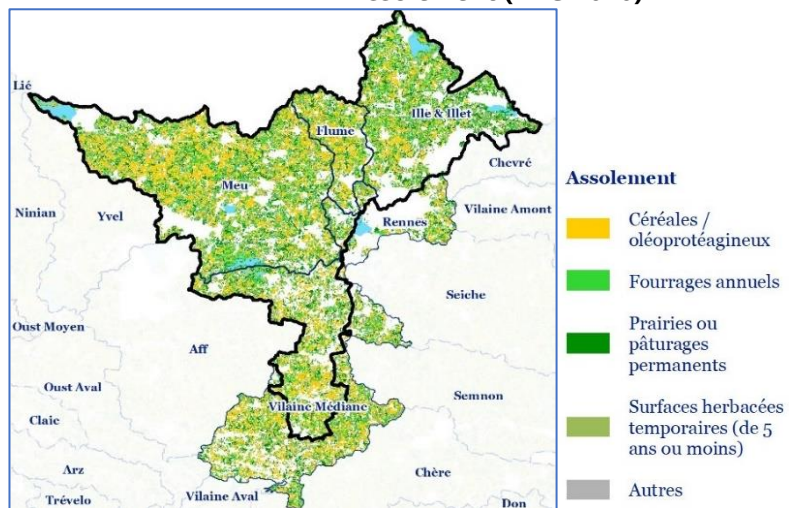 Lié
Ille & Illet
Flume
Chevré
Meu
Ninian
Yvel
Rennes
Vilaine Amont
Seiche
Oust Moyen
Aff
Oust Aval
Semnon
Vilaine Médiane
Claie
Arz
Chère
Trévelo
Vilaine Aval
Don
Assolement
Céréales /
oléoprotéagineux
Fourrages annuels
Prairies ou
pâturages
permanents
Surfaces herbacées
temporaires (de 5
ans ou moins)
Autres